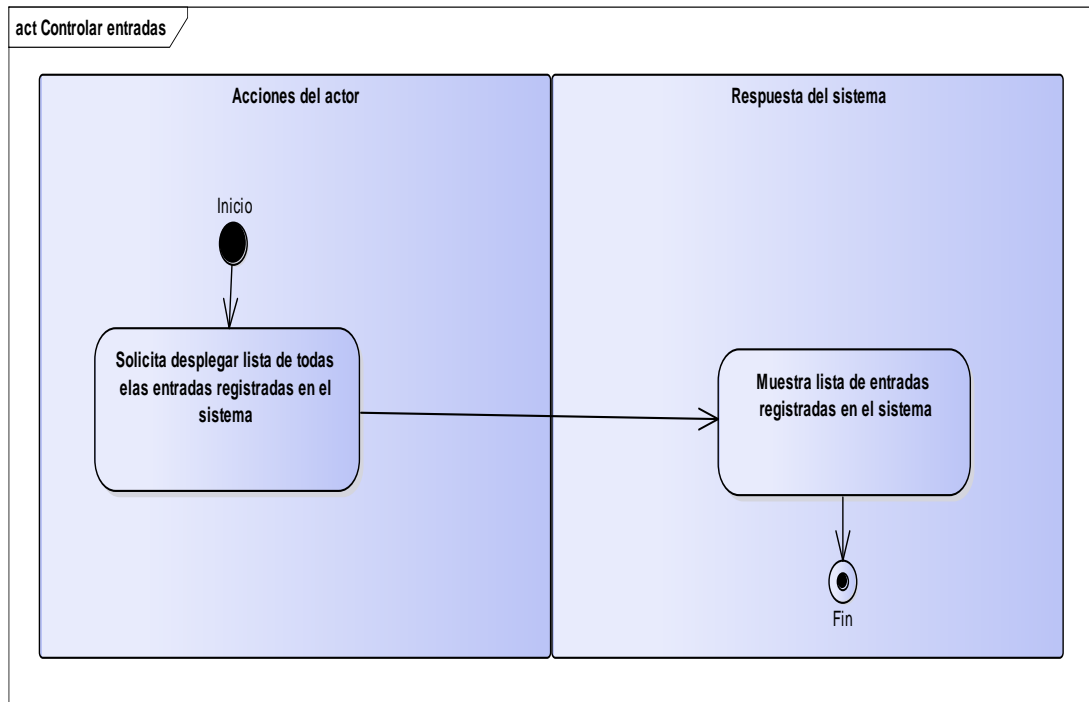 act Controlar entradas
Acciones del actor
Respuesta del sistema
Inicio
Solicita desplegar lista de todas
elas entradas registradas en el
sistema
Muestra lista de entradas
registradas en el sistema
Fin